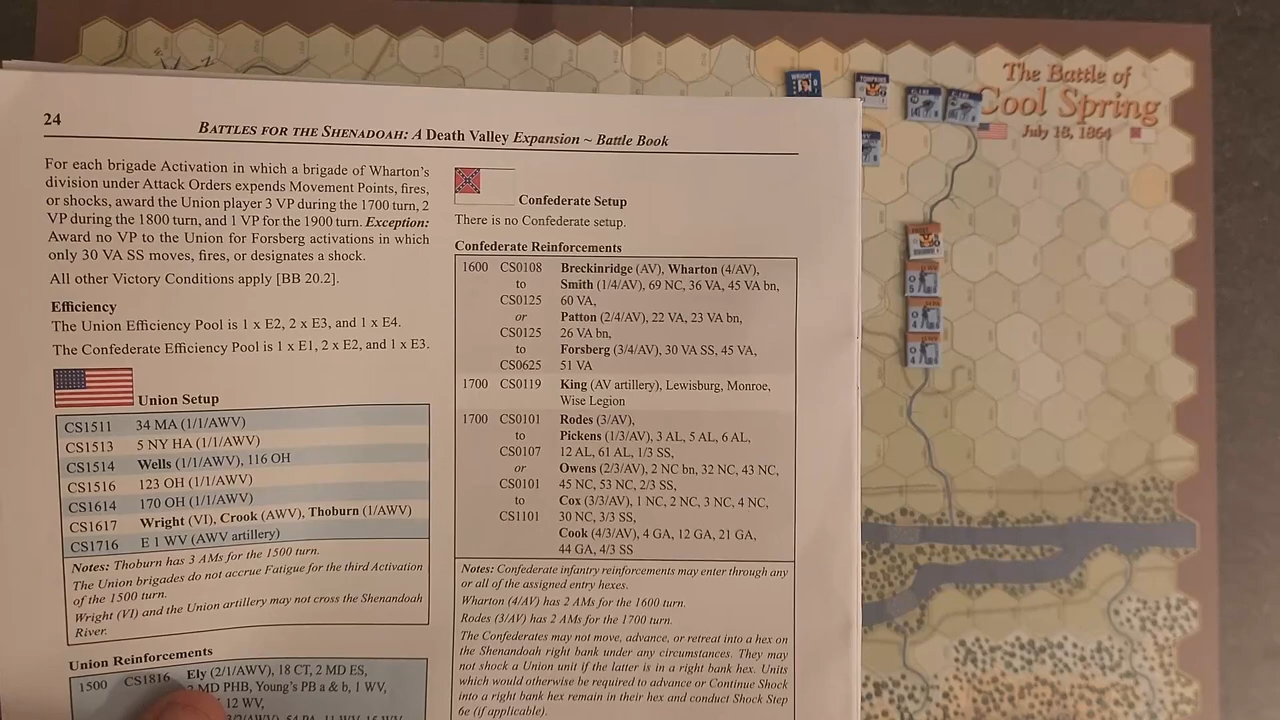 The Battle of
Cool Spring
July 18, 1864
WRIGHT
TOMPKINS
24
BATTLES FOR THE SHENANDOAH: A Death Valley Expansion ~ Battle Book
For each brigade Activation in which a brigade of Wharton's
division under Attack Orders expends Movement Points, fires,
or shocks, award the Union player 3 VP during the 1700 turn, 2
VP during the 1800 turn, and 1 VP for the 1900 turn. Exception:
Award no VP to the Union for Forsberg activations in which
only 30 VA SS moves, fires or designates a shock.
All other Victory Conditions apply [BB 20.2].
Efficiency
The Union Efficiency Pool is 1 x E2, 2 x E3, and 1 x E4.
The Confederate Efficiency Pool is 1 x E1, 2 x E2, and 1 x E3.
Union Setup
CS1511 34 MA (1/1/AWV)
CS1513 5 NY HA (1/1/AWV)
CS1514 Wells (1/1/AWV), 116 OH
CS1516 123 OH (1/1/AWV)
CS1614 170 OH (1/1/AWV)
CS1617 Wright (VI), Crook (AWV), Thoburn (1/AWV)
CS1716 E 1 WV (AWV artillery)
Notes: Thoburn has 3 AMs for the 1500 turn.
The Union brigades do not accrue Fatigue for the third Activation
of the 1500 turn.
Wright (VI) and the Union artillery may not cross the Shenandoah
River.
Union Reinforcements
1500 CS1816 Ely (2/1/AWV), 18 CT, 2 MD ES,
MD PHB, Young's PB a & b, 1 WV,
12 WV,
Confederate Setup
There is no Confederate setup.
Confederate Reinforcements
1600 CS0108 Breckinridge (AV), Wharton (4/AV),
to Smith (1/4/AV), 69 NC, 36 VA, 45 VA bn,
CS0125 60 VA,
or Patton (2/4/AV), 22 VA, 23 VA bn,
CS0125 26 VA bn,
to Forsberg (3/4/AV), 30 VA SS, 45 VA,
CS0625 51 VA
1700 CS0119 King (AV artillery), Lewisburg, Monroe,
Wise Legion
1700 CS0101 Rodes (3/AV),
to Pickens (1/3/AV), 3 AL, 5 AL, 6 AL,
CS0107 12 AL, 61 AL, 1/3 SS,
or Owens (2/3/AV), 2 NC bn, 32 NC, 43 NC,
CS0101 45 NC, 53 NC, 2/3 SS,
to Cox (3/3/AV), 1 NC, 2 NC, 3 NC, 4 NC,
CS1101 30 NC, 3/3 SS,
Cook (4/3/AV), 4 GA, 12 GA, 21 GA,
44 GA, 4/3 SS
Notes: Confederate infantry reinforcements may enter through any
or all of the assigned entry hexes.
Wharton (4/AV) has 2 AMs for the 1600 turn.
Rodes (3/AV) has 2 AMs for the 1700 turn.
The Confederates may not move, advance, or retreat into a hex on
the Shenandoah right bank under any circumstances. They may
not shock a Union unit if the latter is in a right bank hex. Units
which would otherwise be required to advance or Continue Shock
into a right bank hex remain in their hex and conduct Shock Step
6e (if applicable).